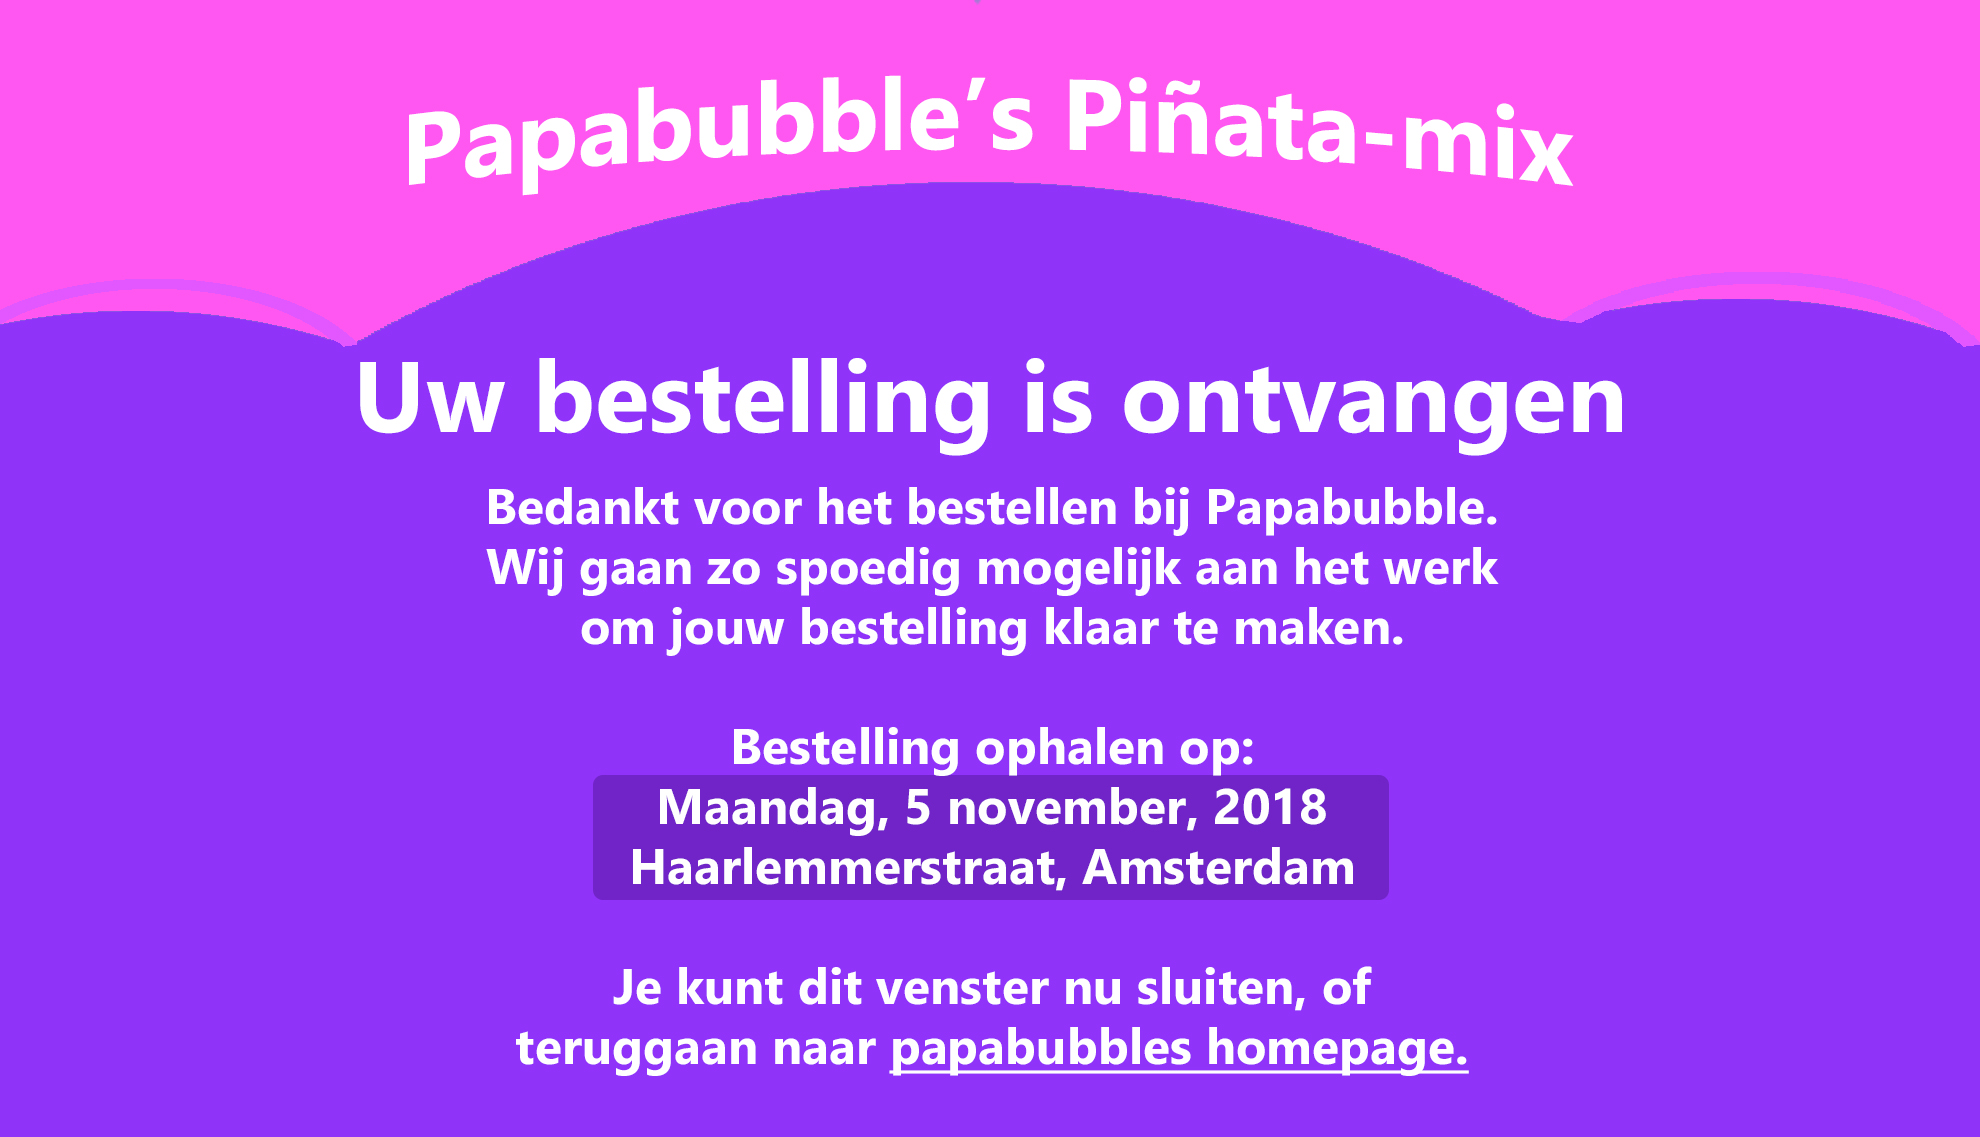 Papabubble’s Piñata-mix
Uw bestelling is ontvangen
Bedankt voor het bestellen bij Papabubble.
Wij gaan zo spoedig mogelijk aan het werk
om jouw bestelling klaar te maken.
Bestelling ophalen op:
Maandag, 5 november, 2018
Haarlemmerstraat, Amsterdam
Je kunt dit venster nu sluiten, of
teruggaan naar papabubbles homepage.